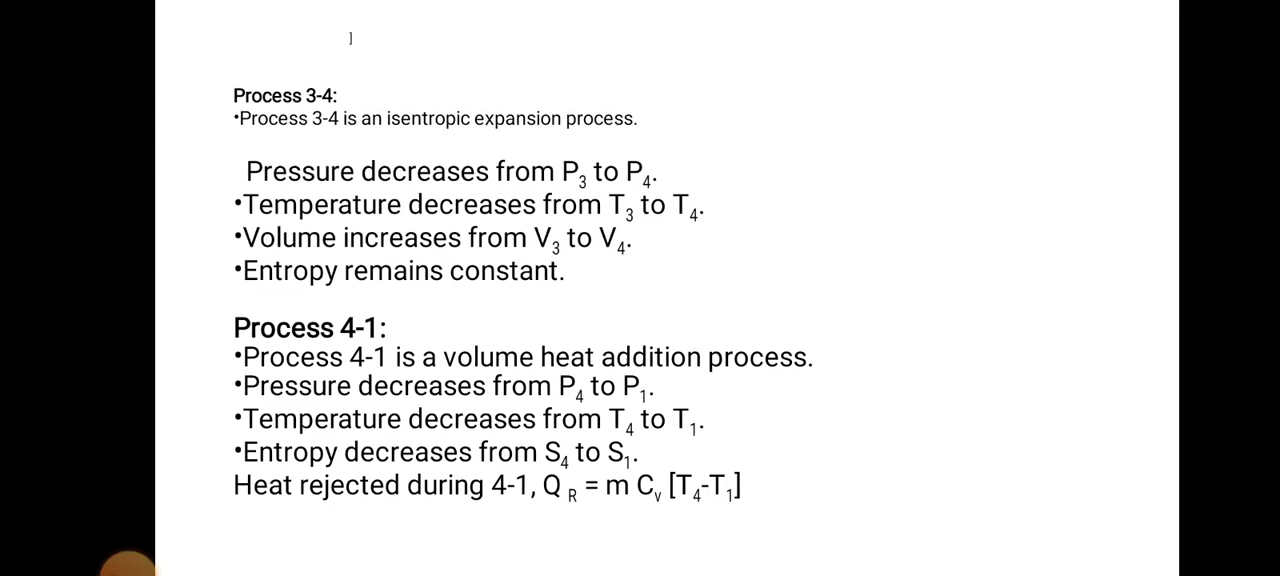 ]
Process 3-4:
•Process 3-4 is an isentropic expansion process.
Pressure decreases from P₃ to P₄.
•Temperature decreases from T₃ to T₄.
•Volume increases from V₃ to V₄.
•Entropy remains constant.
Process 4-1:
•Process 4-1 is a volume heat addition process.
•Pressure decreases from P₄ to P₁.
•Temperature decreases from T₄ to T₁.
•Entropy decreases from S₄ to S₁.
Heat rejected during 4-1, Q R = m Cᵥ [T₄-T₁]